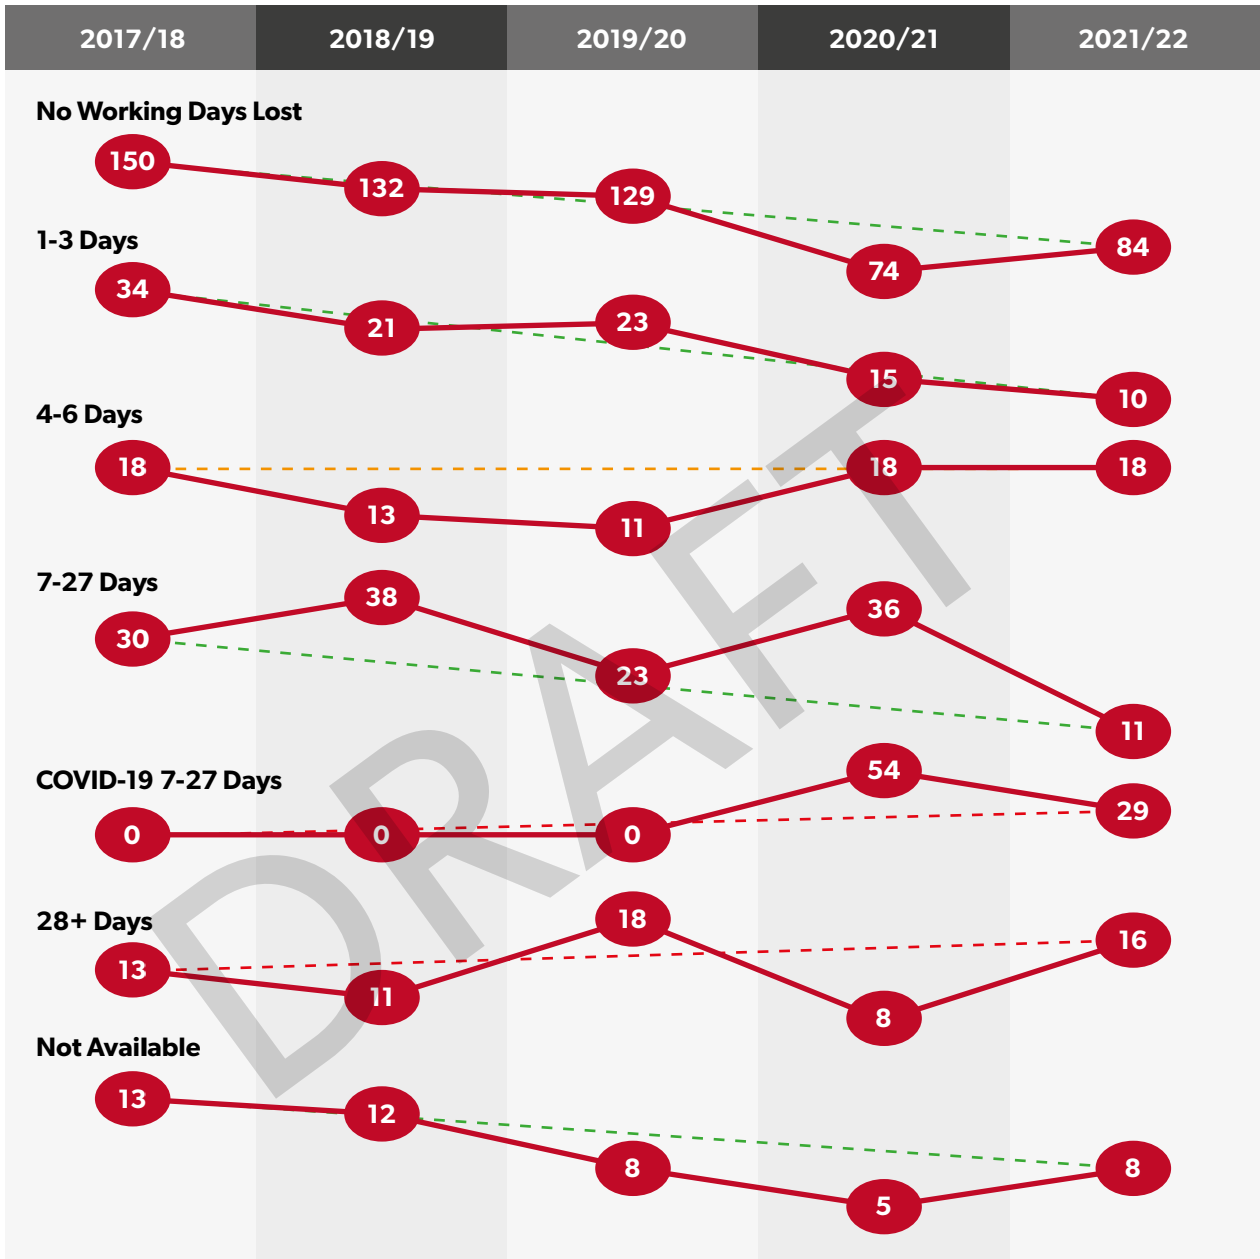 2017/18 2018/19 2019/20 2020/21 2021/22
No Working Days Lost
150 132 129 74 84
1-3 Days
34 21 23 15 10
4-6 Days
18 13 11 18 18
7-27 Days
30 38 23 36 11
COVID-19 7-27 Days
0 0 0 54 29
28+ Days
13 11 18 8 16
Not Available
13 12 8 5 8
DRAFT